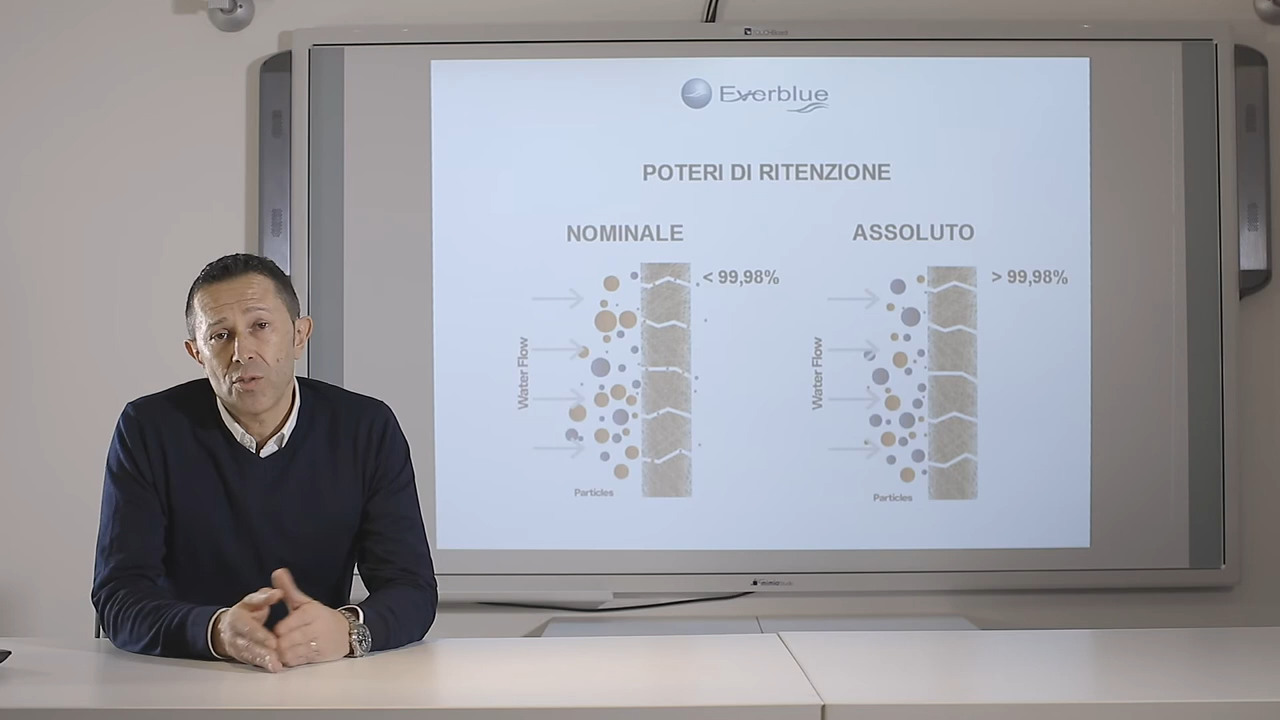 Everblue
POTERI DI RITENZIONE
NOMINALE
ASSOLUTO
< 99,98%
> 99,98%
Water Flow
Water Flow
Particles
Particles